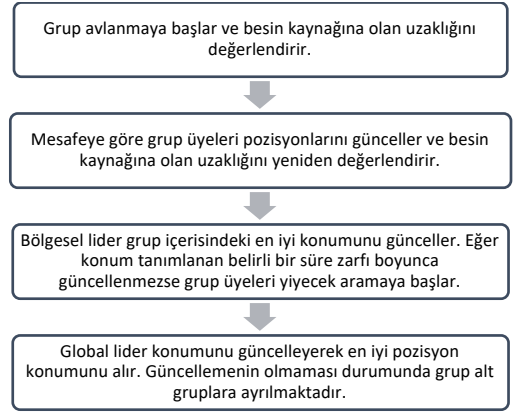 Grup avlanmaya başlar ve besin kaynağına olan uzaklığını
değerlendirir.
Mesafeye göre grup üyeleri pozisyonlarını günceller ve besin
kaynağına olan uzaklığını yeniden değerlendirir.
Bölgesel lider grup içerisindeki en iyi konumunu günceller. Eğer
konum tanımlanan belirli bir süre zarfı boyunca
güncellenmezse grup üyeleri yiyecek aramaya başlar.
Global lider konumunu güncelleyerek en iyi pozisyon
konumunu alır. Güncellemenin olmaması durumunda grup alt
gruplara ayrılmaktadır.